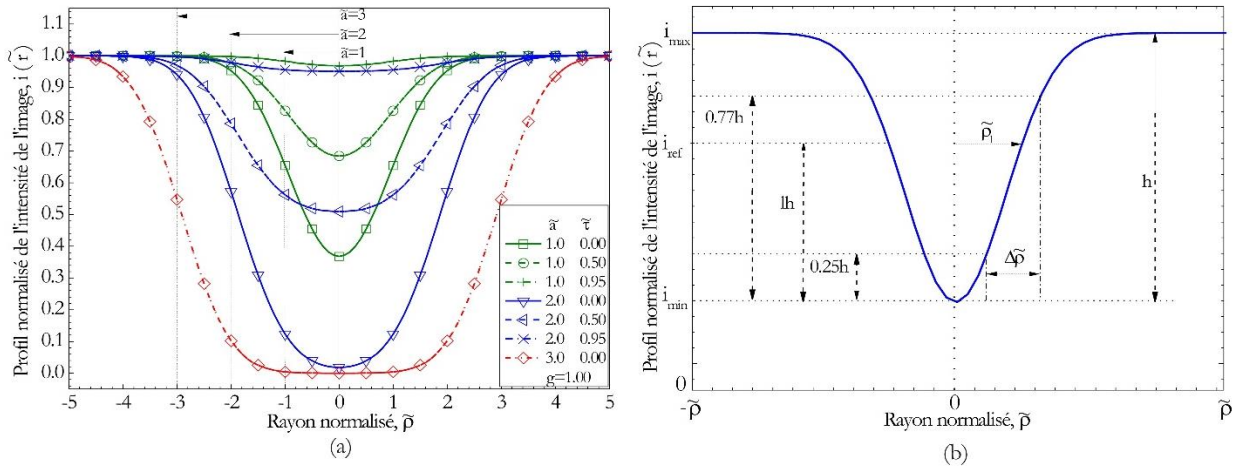 Profil normalisé de l'intensité de l'image, i ( r̃ )
1.1
1.0
0.9
0.8
0.7
0.6
0.5
0.4
0.3
0.2
0.1
0.0
ã=3
ã=2
ã=1
ã τ̃
1.0 0.00
1.0 0.50
1.0 0.95
2.0 0.00
2.0 0.50
2.0 0.95
3.0 0.00
g=1.00
-5 -4 -3 -2 -1 0 1 2 3 4 5
Rayon normalisé, ρ̃
(a)
Profil normalisé de l'intensité de l'image, i ( r̃ )
i max
0.77h
i ref
lh
0.25h
i min
0
ρ̃ l
Δρ̃
h
-ρ̃ 0 ρ̃
Rayon normalisé, ρ̃
(b)